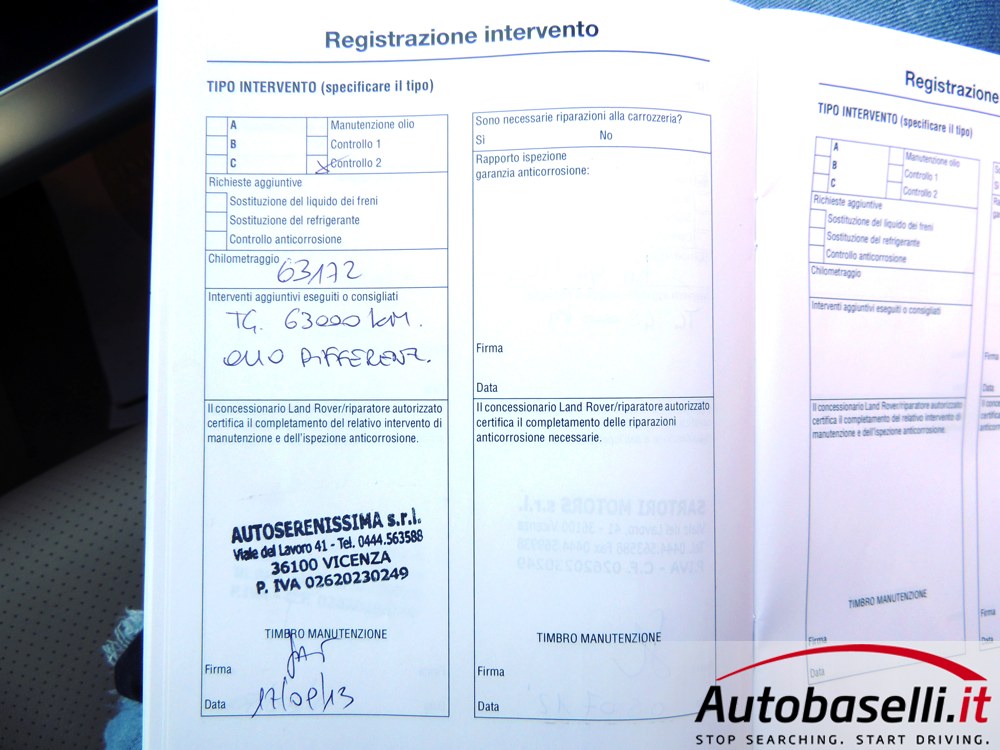 Registrazione intervento
TIPO INTERVENTO (specificare il tipo)
A
Manutenzione olio
B
Controllo 1
C
Controllo 2
Richieste aggiuntive
Sostituzione del liquido dei freni
Sostituzione del refrigerante
Controllo anticorrosione
Chilometraggio 63172
Interventi aggiuntivi eseguiti o consigliati
TG. 63000 KM.
OLIO DIFFERENZ.
Il concessionario Land Rover/riparatore autorizzato
certifica il completamento del relativo intervento di
manutenzione e dell'ispezione anticorrosione.
AUTOSERENISSIMA s.r.l.
Viale del Lavoro 41 - Tel. 0444.563588
36100 VICENZA
P. IVA 02620230249
TIMBRO MANUTENZIONE
Firma
Data 17/09/13
Sono necessarie riparazioni alla carrozzeria?
Sì No
Rapporto ispezione
garanzia anticorrosione:
Firma
Data
Il concessionario Land Rover/riparatore autorizzato
certifica il completamento delle riparazioni
anticorrosione necessarie.
TIMBRO MANUTENZIONE
Firma
Data
Registrazione
TIPO INTERVENTO (specificare il tipo)
A
Manutenzione olio
B
Controllo 1
C
Controllo 2
Richieste aggiuntive
Sostituzione del liquido dei freni
Sostituzione del refrigerante
Controllo anticorrosione
Chilometraggio
Interventi aggiuntivi eseguiti o consigliati
Il concessionario Land Rover/riparatore autorizzato
certifica il completamento del relativo intervento di
manutenzione e dell'ispezione anticorrosione.
TIMBRO MANUTENZIONE
Firma
Data
Firma
Data
Firma
Data
Autobaselli.it
STOP SEARCHING. START DRIVING.